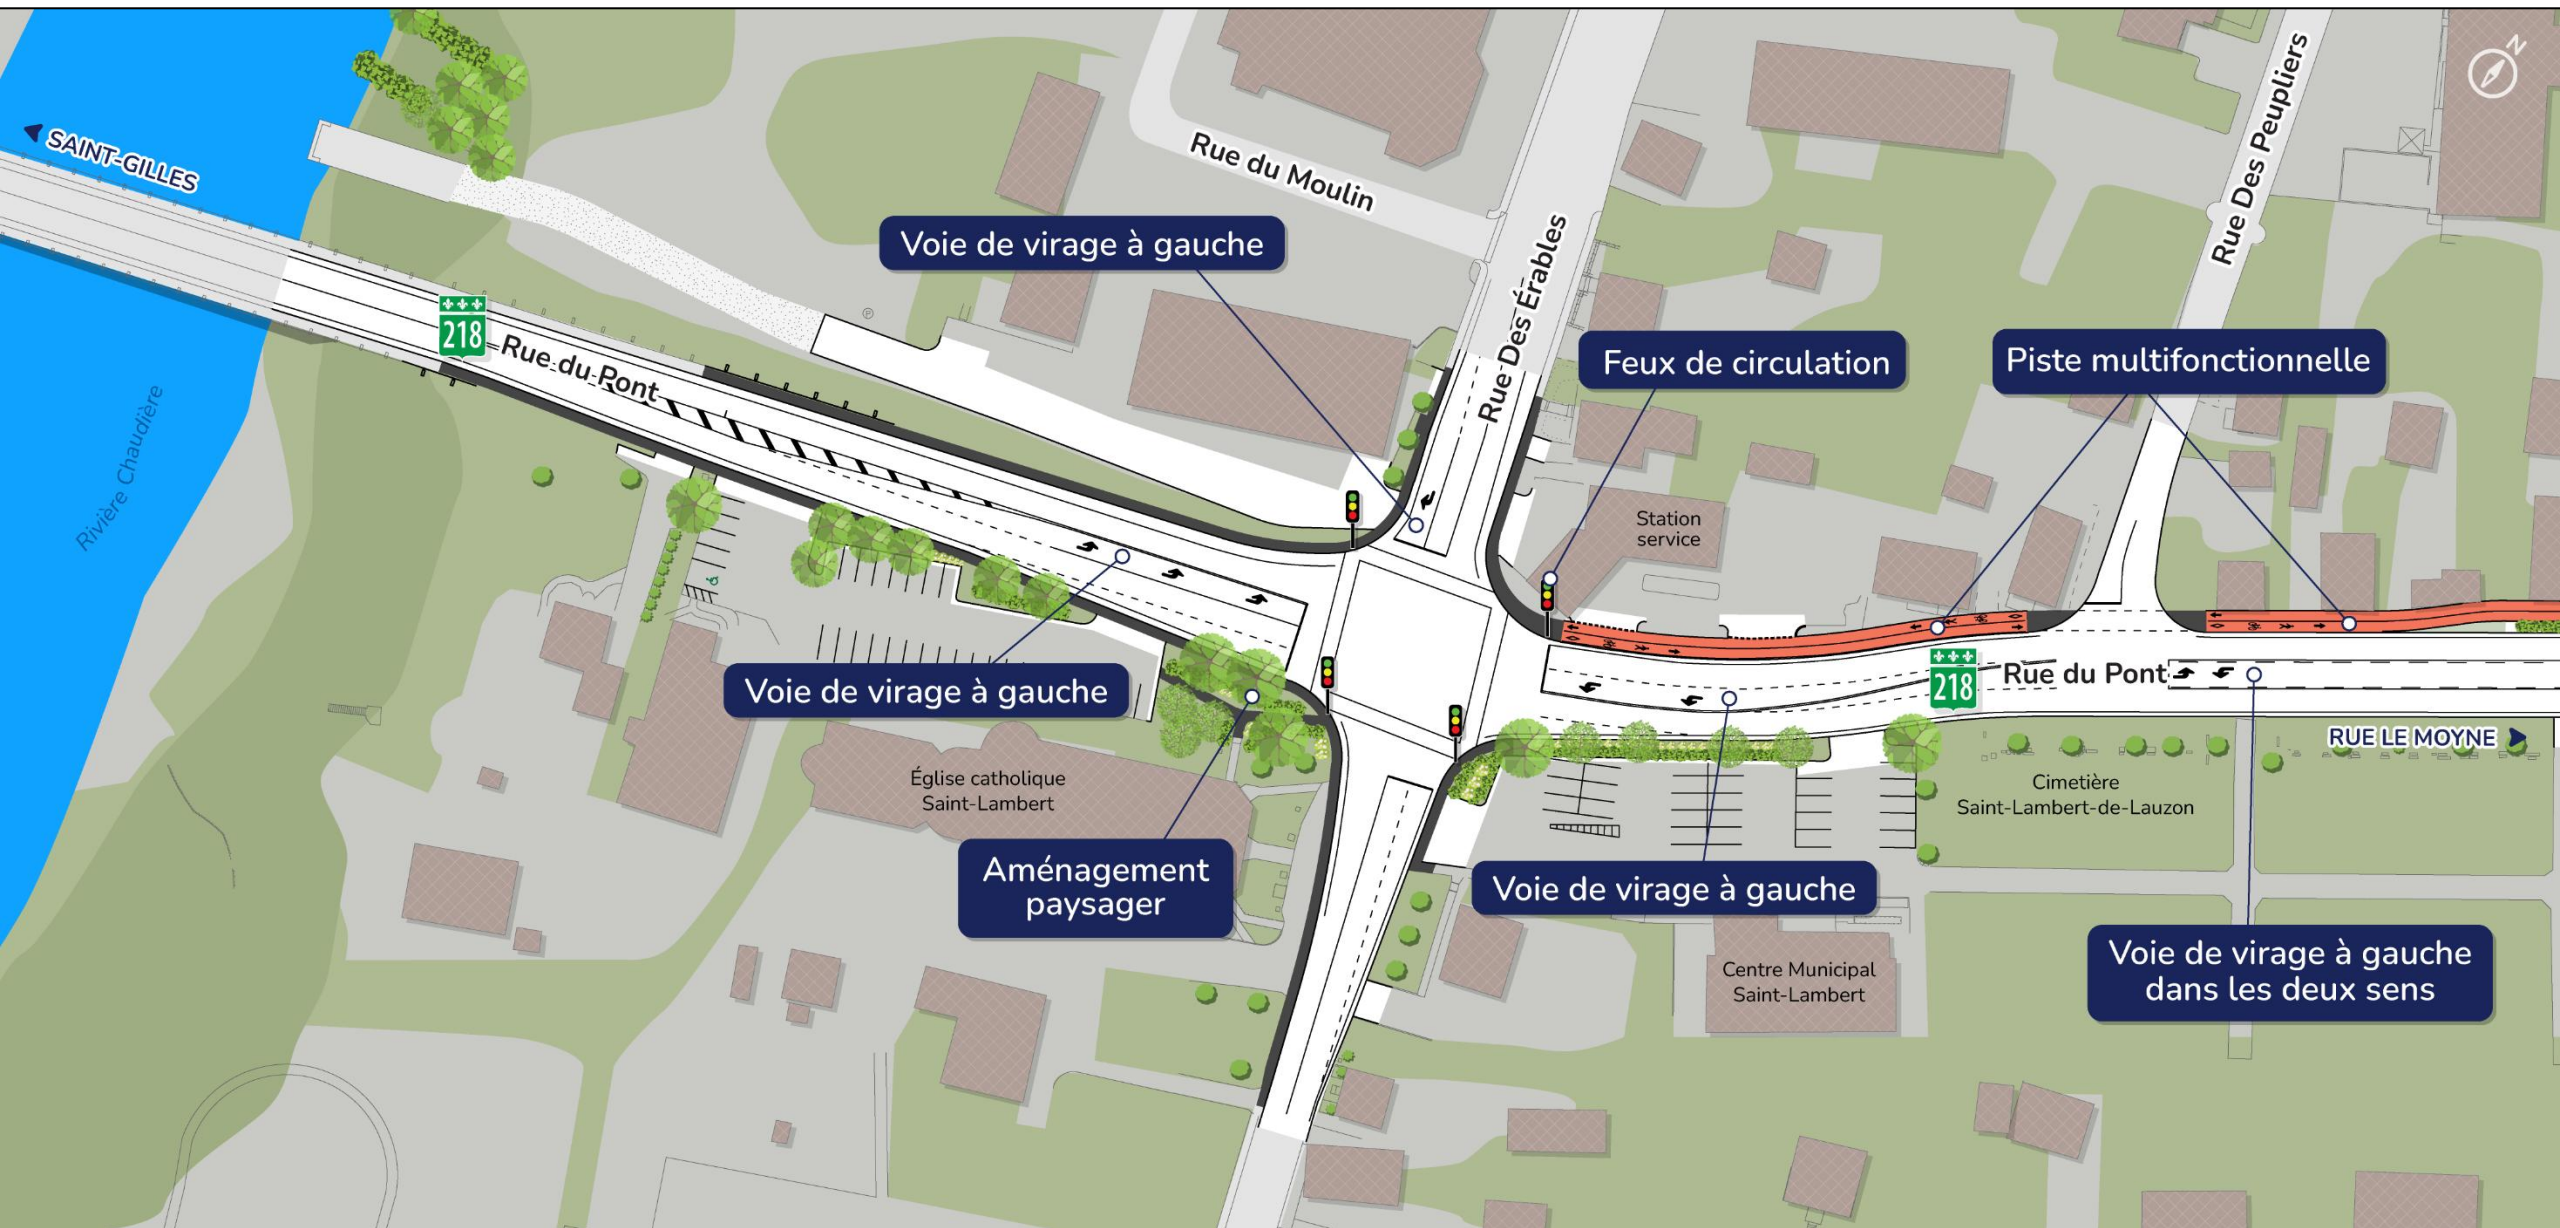 N
SAINT-GILLES
Rue du Moulin
Rue Des Peupliers
Voie de virage à gauche
Rue Des Érables
218
Rue du Pont
Feux de circulation
Piste multifonctionnelle
Rivière Chaudière
Station
service
Voie de virage à gauche
218
Rue du Pont
RUE LE MOYNE
Église catholique
Saint-Lambert
Cimetière
Saint-Lambert-de-Lauzon
Aménagement
paysager
Voie de virage à gauche
Centre Municipal
Saint-Lambert
Voie de virage à gauche
dans les deux sens